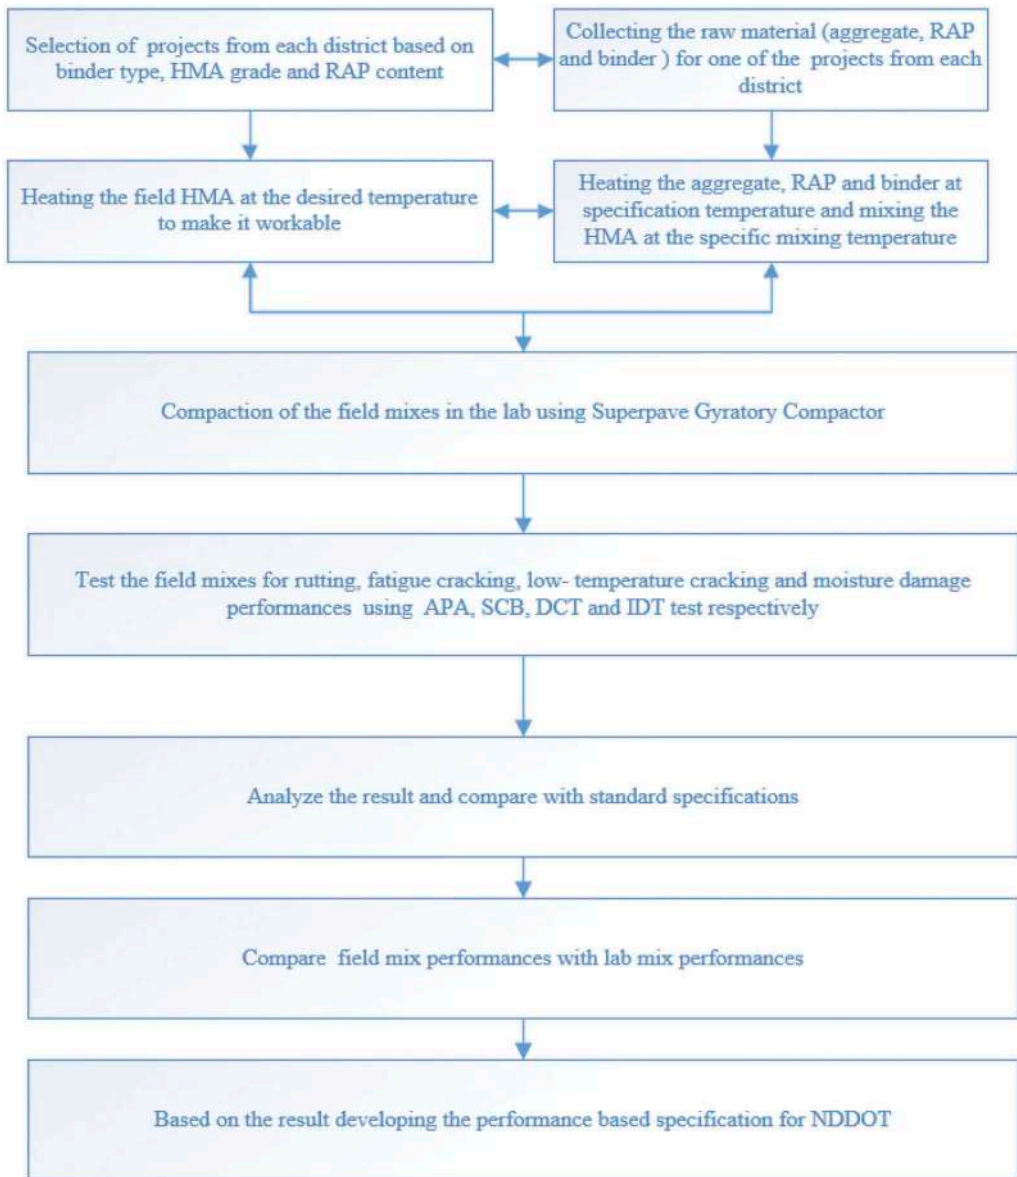 Selection of projects from each district based on
binder type, HMA grade and RAP content
Collecting the raw material (aggregate, RAP
and binder ) for one of the projects from each
district
Heating the field HMA at the desired temperature
to make it workable
Heating the aggregate, RAP and binder at
specification temperature and mixing the
HMA at the specific mixing temperature
Compaction of the field mixes in the lab using Superpave Gyratory Compactor
Test the field mixes for rutting, fatigue cracking, low- temperature cracking and moisture damage
performances using APA, SCB, DCT and IDT test respectively
Analyze the result and compare with standard specifications
Compare field mix performances with lab mix performances
Based on the result developing the performance based specification for NDDOT